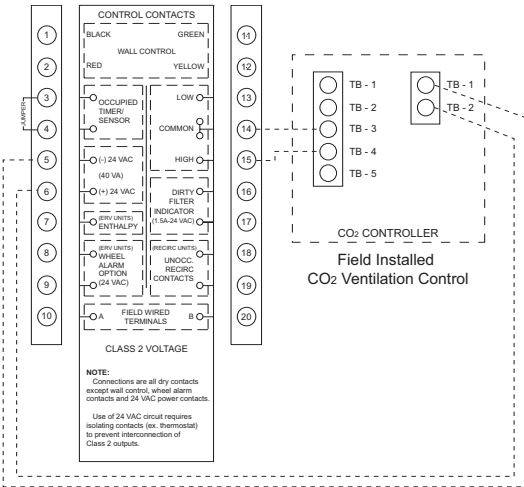 CONTROL CONTACTS
BLACK GREEN
WALL CONTROL
RED YELLOW
1
2
3
4
5
6
7
8
9
10
JUMPER
OCCUPIED
TIMER/
SENSOR
LOW
COMMON
HIGH
(-) 24 VAC
(40 VA)
(+) 24 VAC
DIRTY
FILTER
INDICATOR
(1.5A-24 VAC)
(ERV UNITS)
ENTHALPY
(ERV UNITS)
WHEEL
ALARM
OPTION
(24 VAC)
(RECIRC UNITS)
UNOCC.
RECIRC
CONTACTS
A FIELD WIRED B
TERMINALS
CLASS 2 VOLTAGE
NOTE:
Connections are all dry contacts
except wall control, wheel alarm
contacts and 24 VAC power contacts.
Use of 24 VAC circuit requires
isolating contacts (ex. thermostat)
to prevent interconnection of
Class 2 outputs.
11
12
13
14
15
16
17
18
19
20
TB - 1
TB - 2
TB - 3
TB - 4
TB - 5
TB - 1
TB - 2
CO2 CONTROLLER
Field Installed
CO2 Ventilation Control